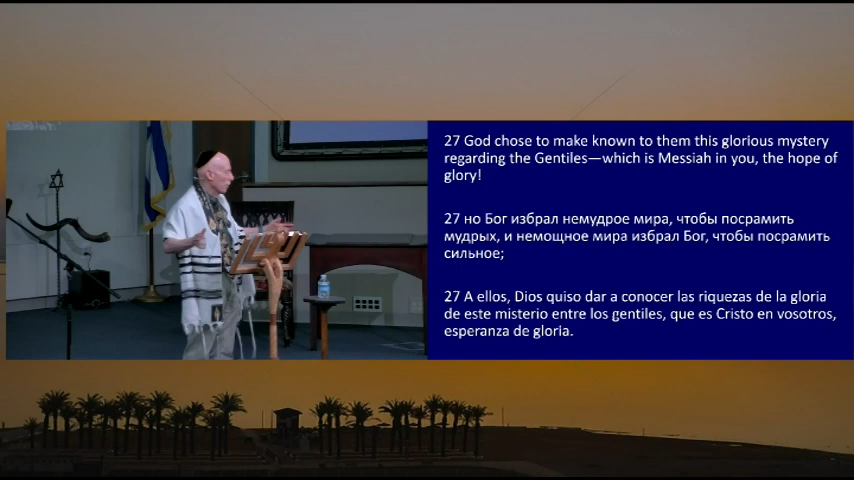 27 God chose to make known to them this glorious mystery
regarding the Gentiles—which is Messiah in you, the hope of
glory!
27 но Бог избрал немудрое мира, чтобы посрамить
мудрых, и немощное мира избрал Бог, чтобы посрамить
сильное;
27 A ellos, Dios quiso dar a conocer las riquezas de la gloria
de este misterio entre los gentiles, que es Cristo en vosotros,
esperanza de gloria.